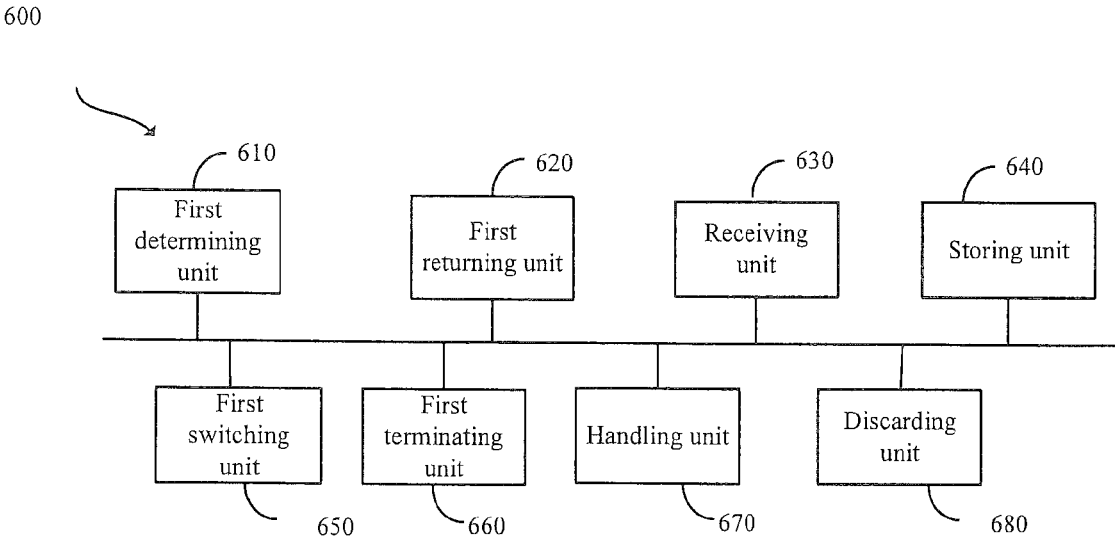 600
610
620
630
640
First
determining
unit
First
returning unit
Receiving
unit
Storing unit
First
switching
unit
First
terminating
unit
Handling unit
Discarding
unit
650
660
670
680